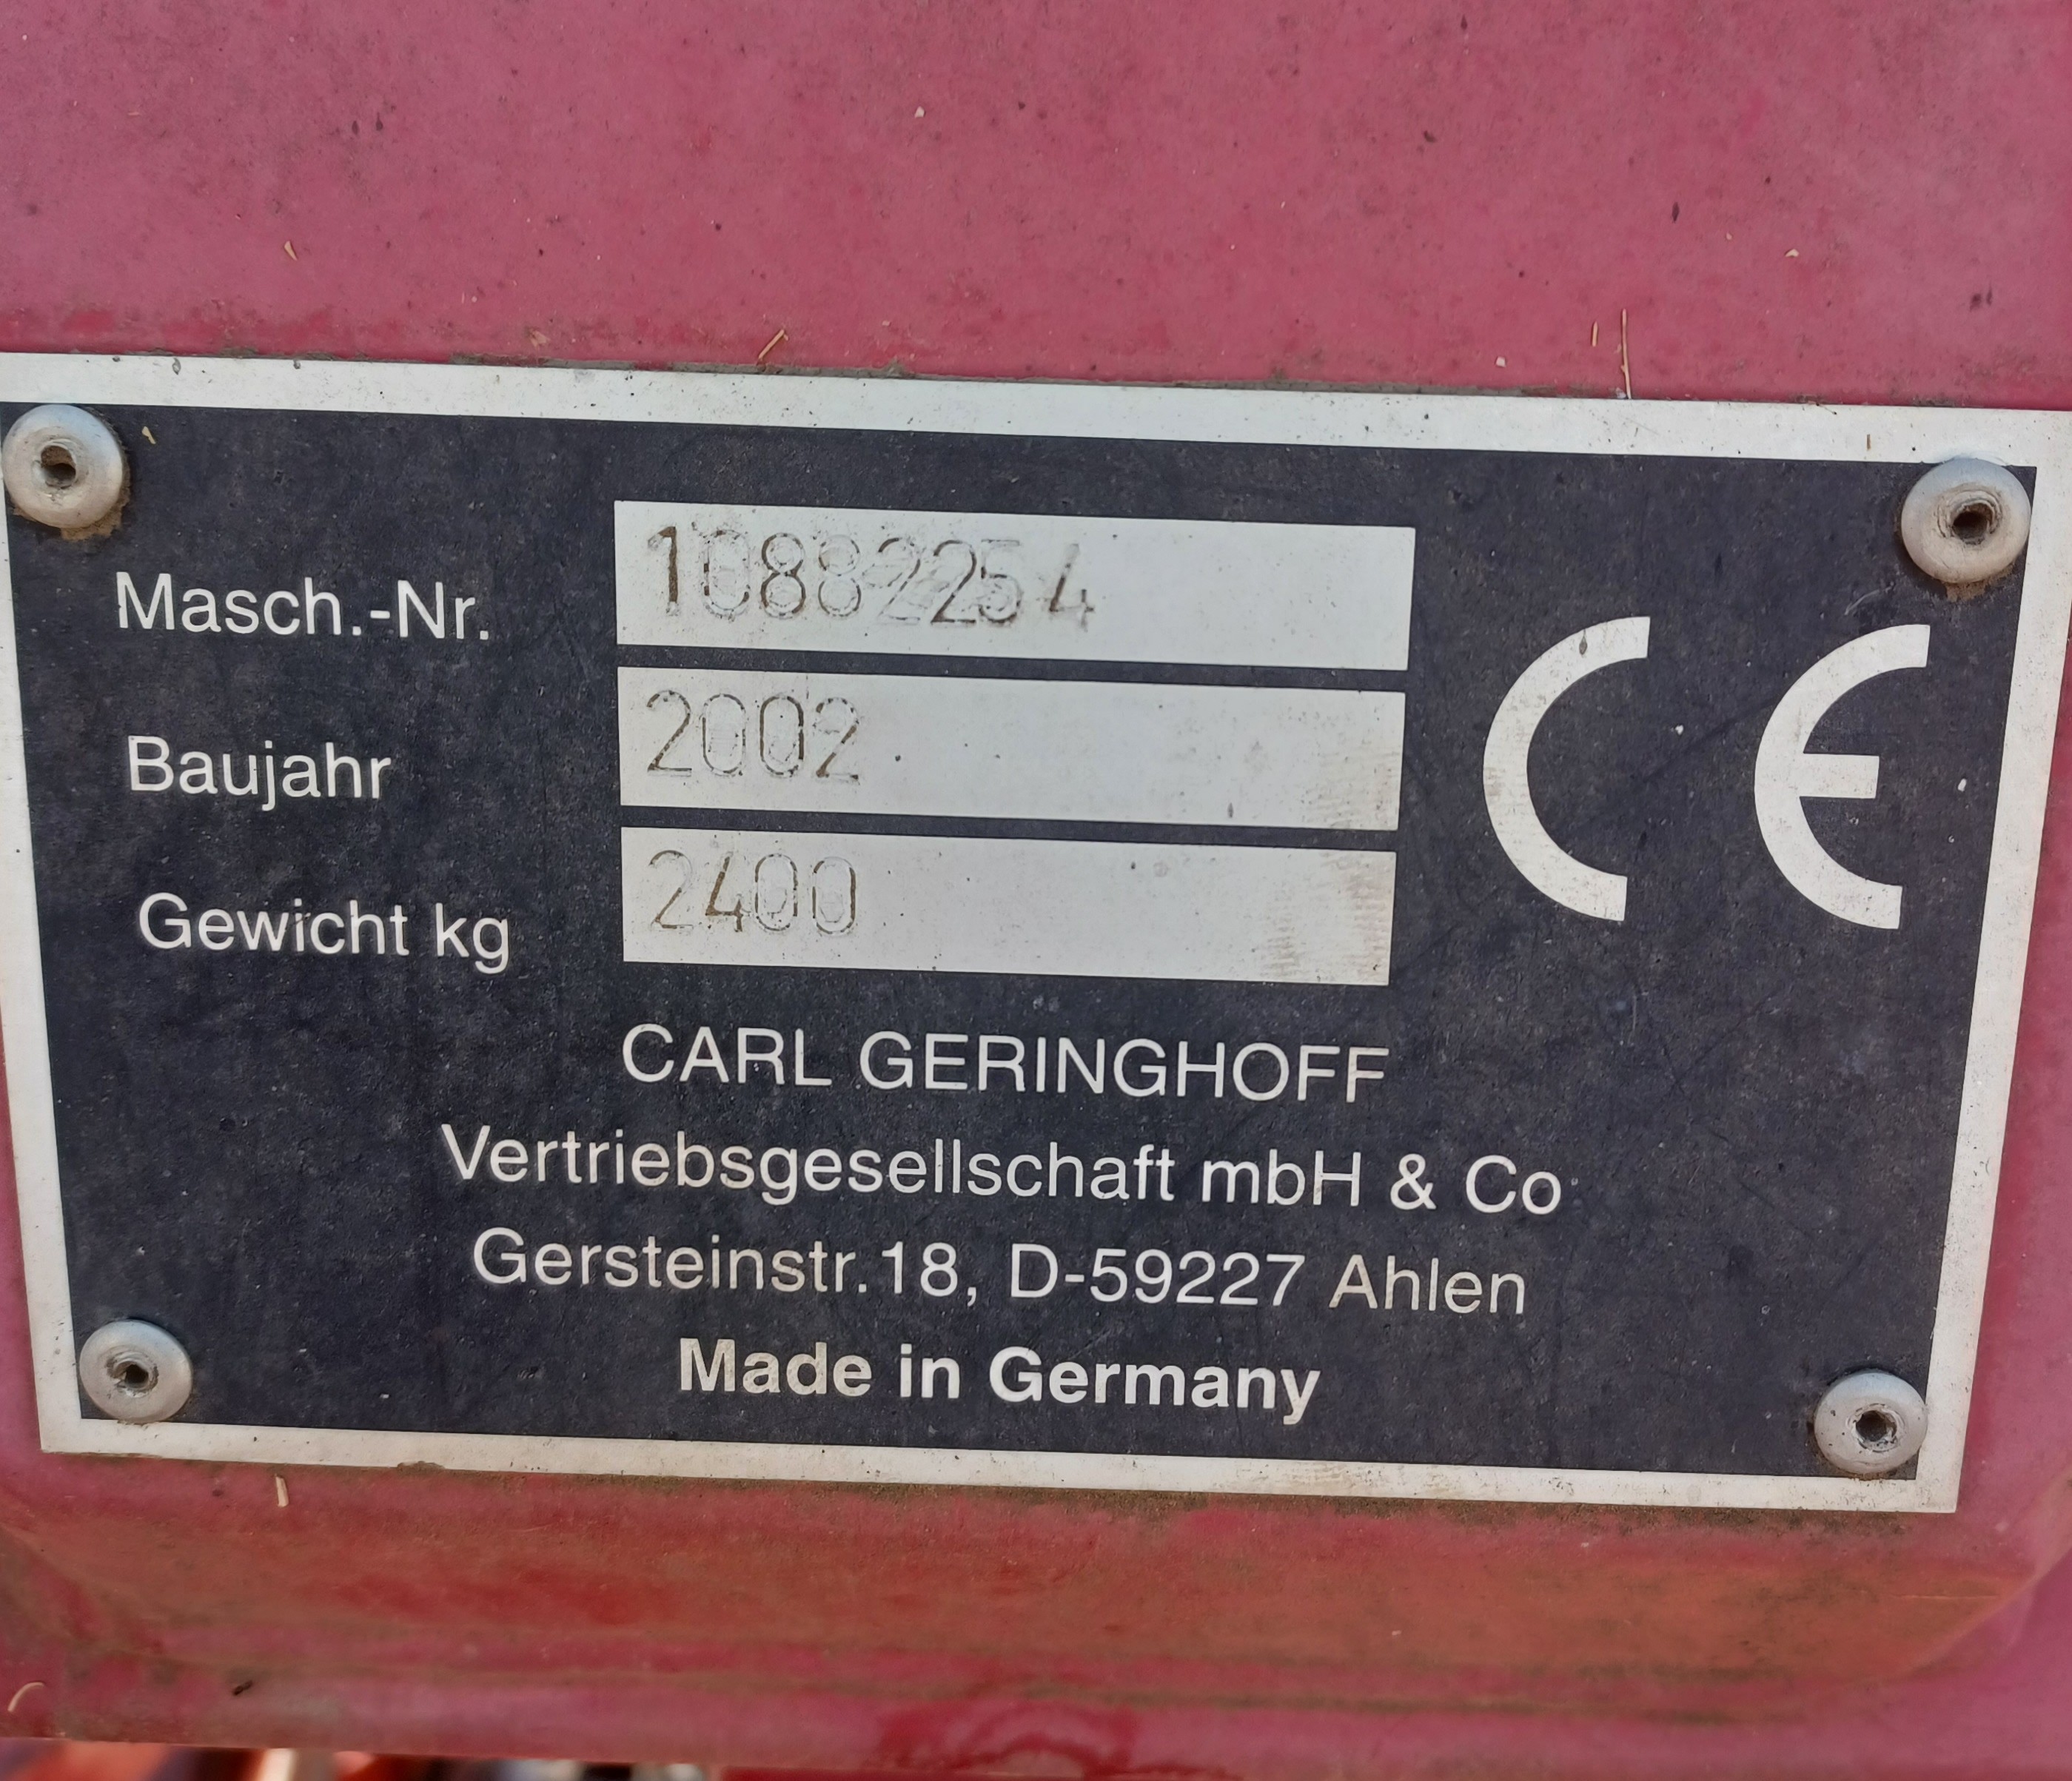 Masch.-Nr. 10882254
Baujahr 2002
Gewicht kg 2400
CE
CARL GERINGHOFF
Vertriebsgesellschaft mbH & Co
Gersteinstr.18, D-59227 Ahlen
Made in Germany